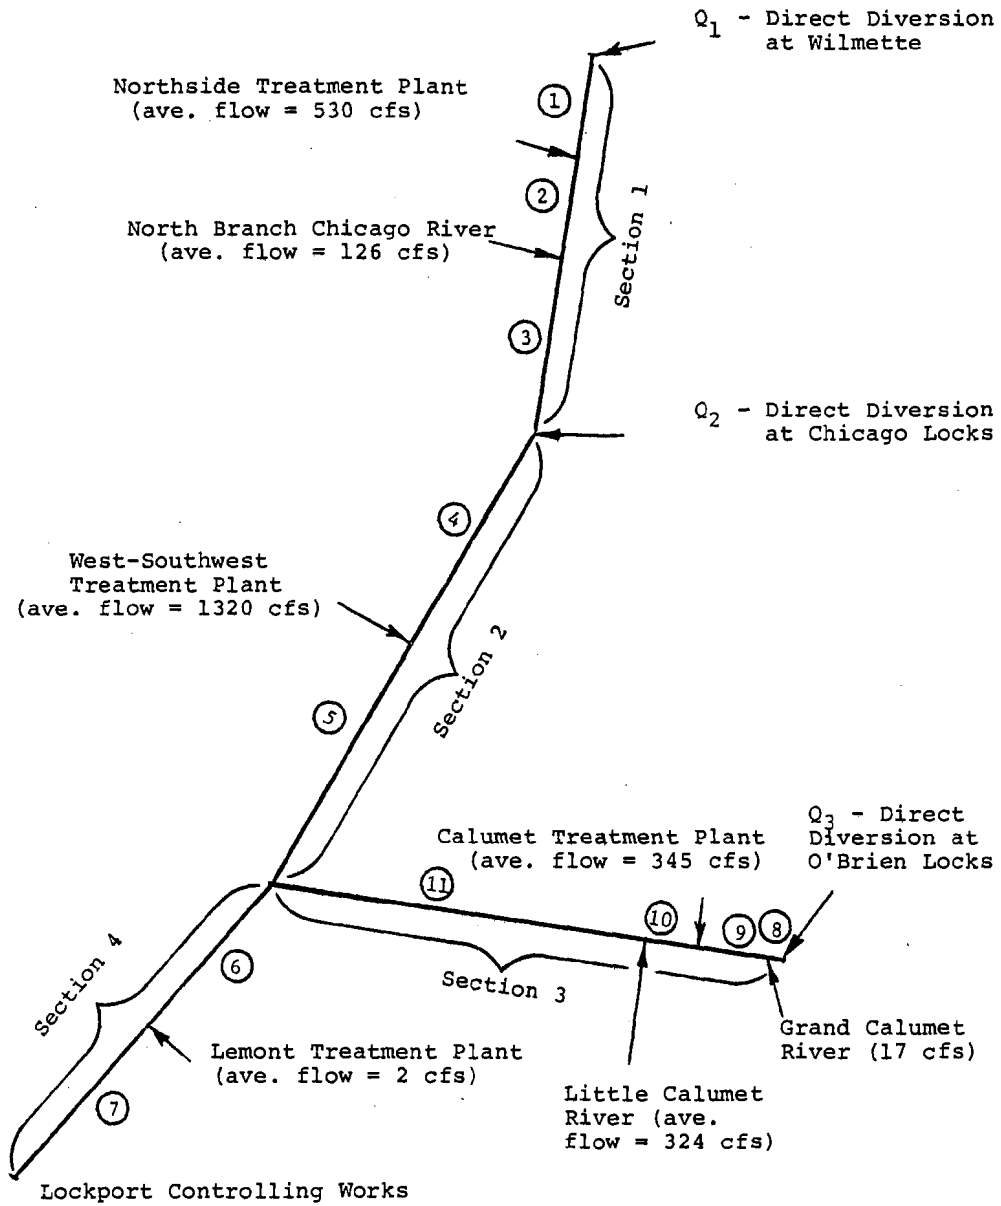 Q1 - Direct Diversion
at Wilmette
Northside Treatment Plant
(ave. flow = 530 cfs)
1
2
North Branch Chicago River
(ave. flow = 126 cfs)
Section 1
3
Q2 - Direct Diversion
at Chicago Locks
4
West-Southwest
Treatment Plant
(ave. flow = 1320 cfs)
Section 2
5
Q3 - Direct
Diversion at
O'Brien Locks
Calumet Treatment Plant
(ave. flow = 345 cfs)
11
10
9
8
Section 3
6
Section 4
Grand Calumet
River (17 cfs)
Lemont Treatment Plant
(ave. flow = 2 cfs)
Little Calumet
River (ave.
flow = 324 cfs)
7
Lockport Controlling Works